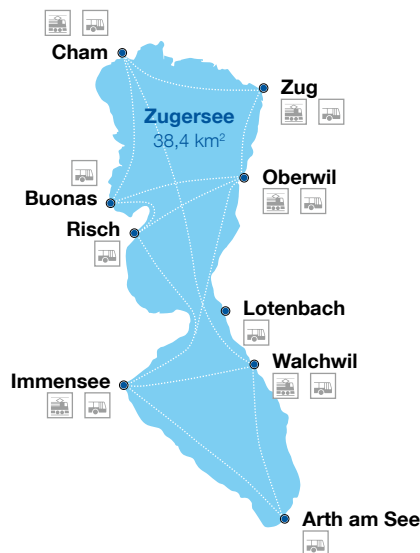 Cham
Zug
Zugersee
38,4 km²
Oberwil
Buonas
Risch
Lotenbach
Walchwil
Immensee
Arth am See